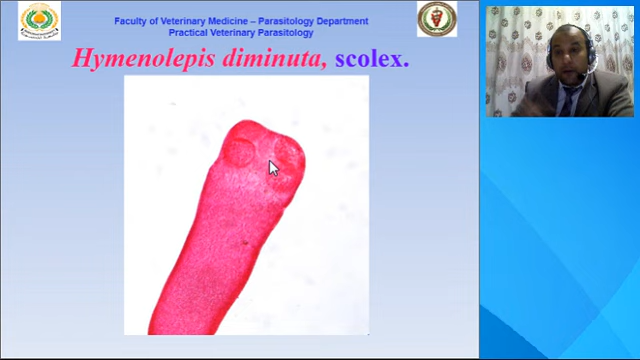 Faculty of Veterinary Medicine – Parasitology Department
Practical Veterinary Parasitology
Hymenolepis diminuta, scolex.